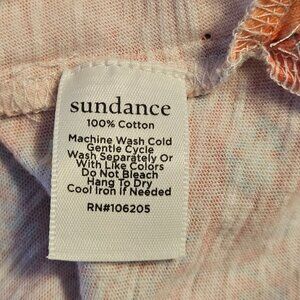 sundance
100% Cotton
Machine Wash Cold
Gentle Cycle
Wash Separately Or
With Like Colors
Do Not Bleach
Hang To Dry
Cool Iron If Needed
RN#106205